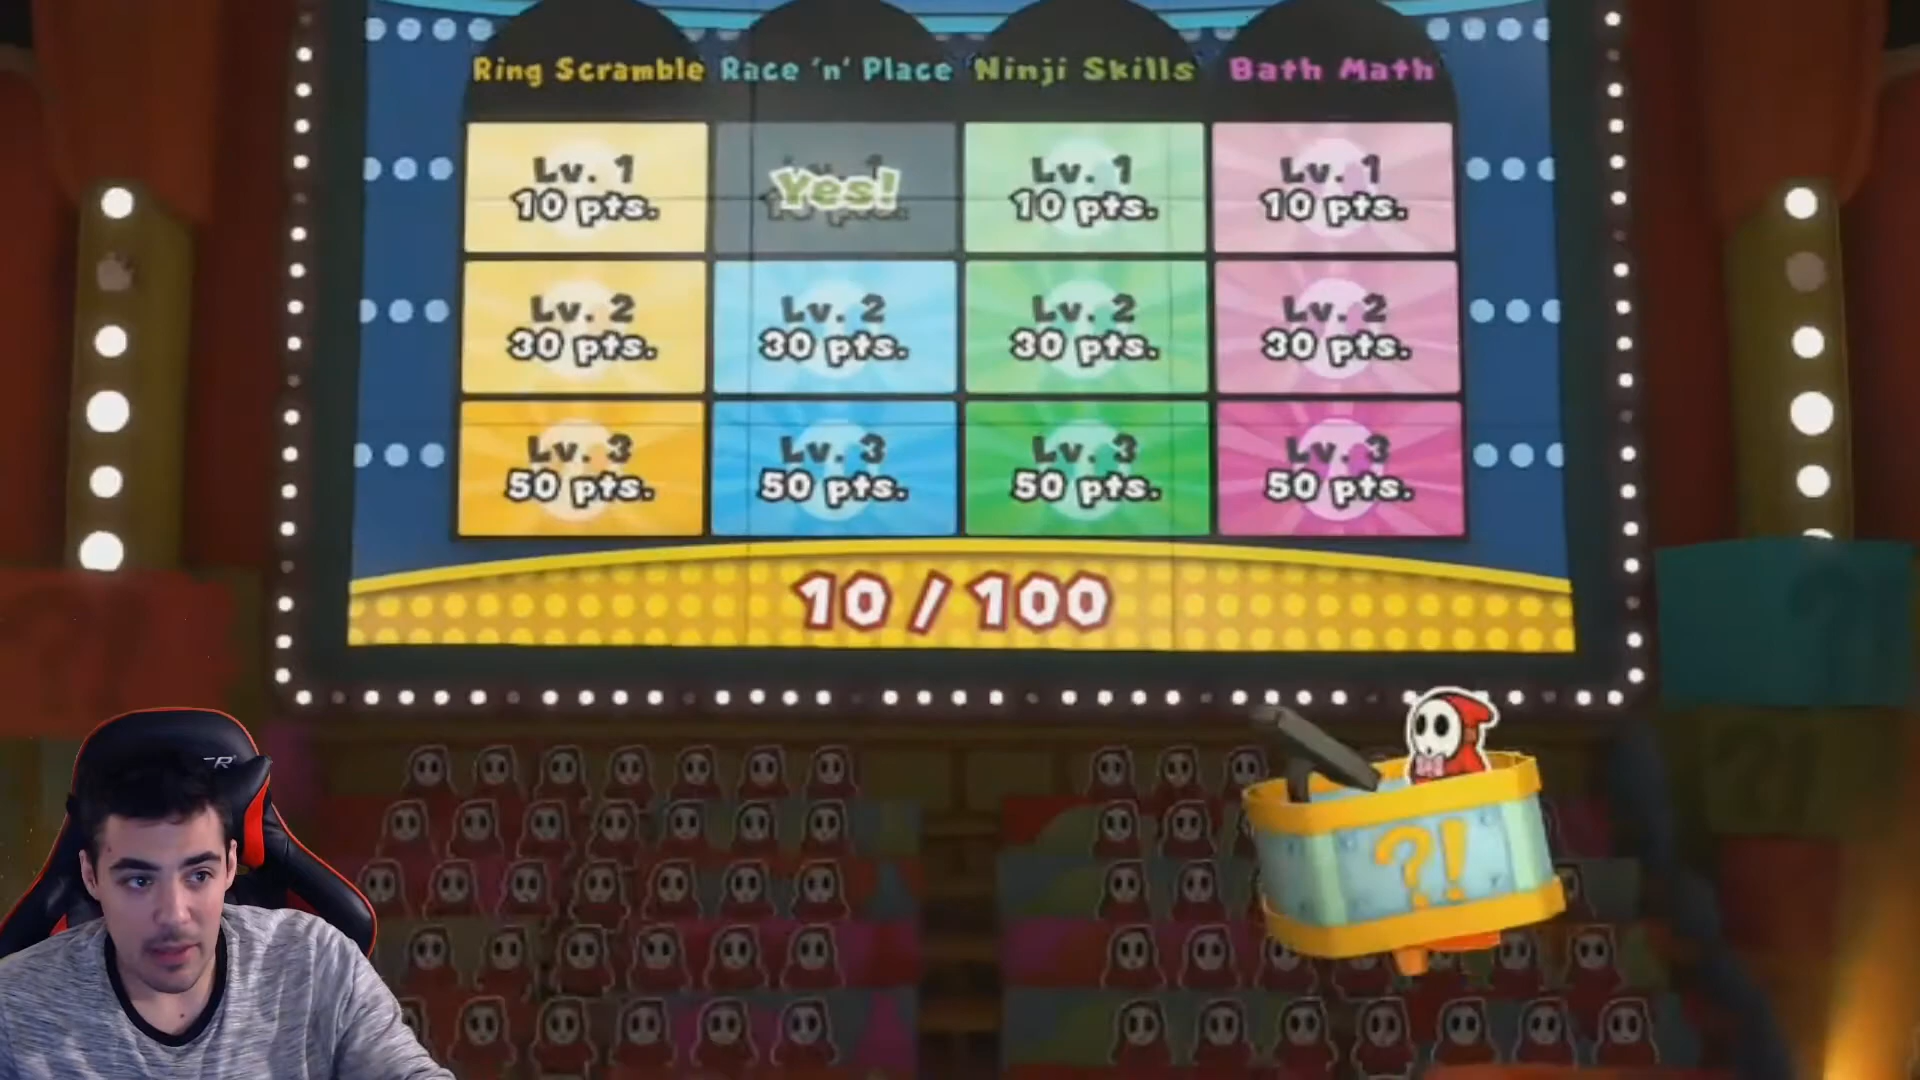 Ring Scramble Race 'n' Place Ninji Skills Bath Math
Lv. 1 Yes! Lv. 1 Lv. 1
10 pts. 10 pts. 10 pts.
Lv. 2 Lv. 2 Lv. 2 Lv. 2
30 pts. 30 pts. 30 pts. 30 pts.
Lv. 3 Lv. 3 Lv. 3 Lv. 3
50 pts. 50 pts. 50 pts. 50 pts.
10 / 100
?!